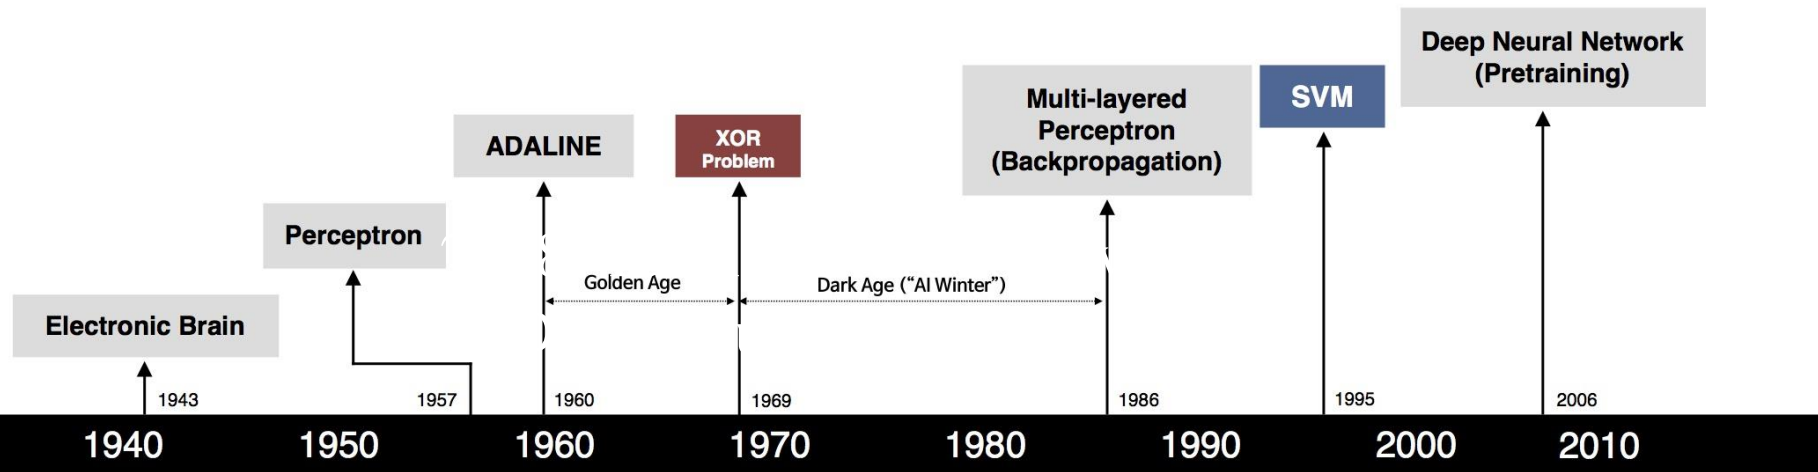 Deep Neural Network
(Pretraining)
Multi-layered
Perceptron
(Backpropagation)
SVM
ADALINE
XOR
Problem
Perceptron
Golden Age
Dark Age (“AI Winter”)
Electronic Brain
1943
1957
1960
1969
1986
1995
2006
1940
1950
1960
1970
1980
1990
2000
2010